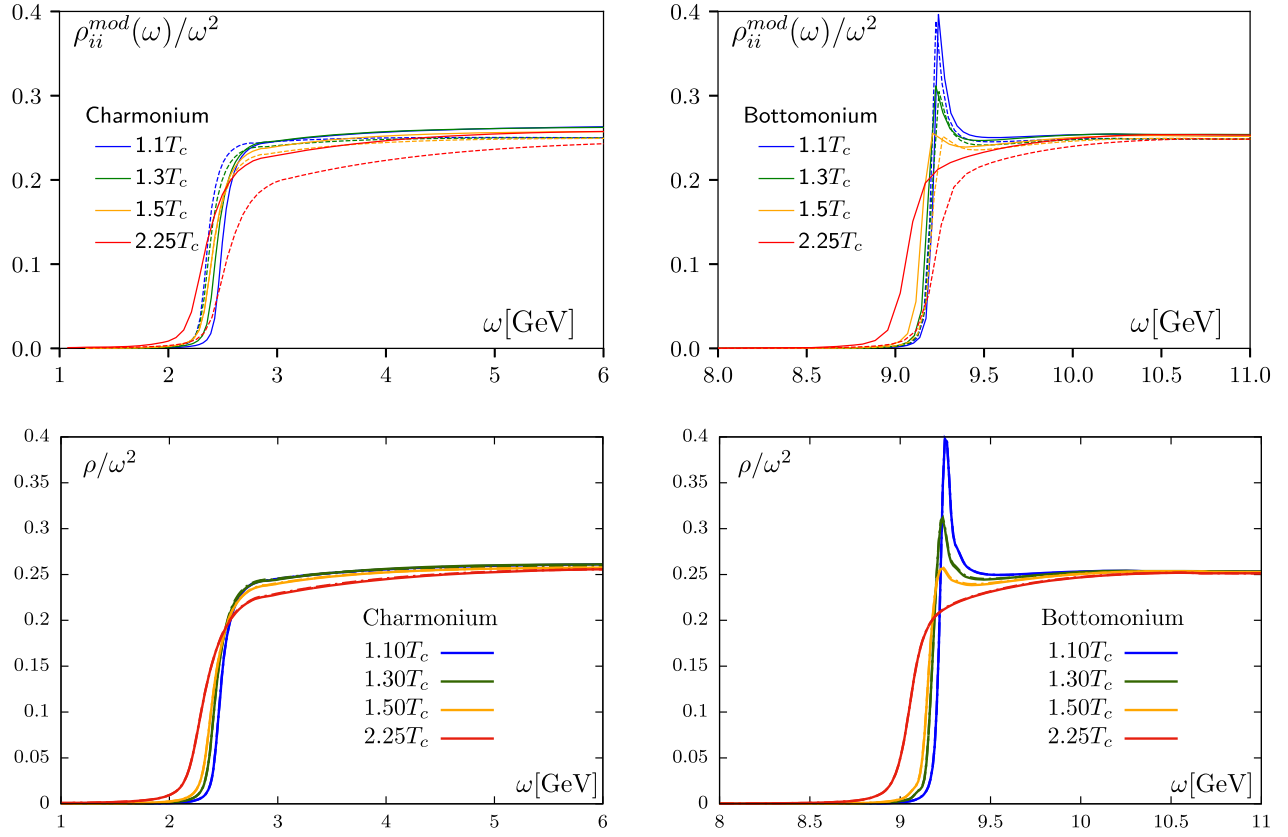 0.4
ρ_{ii}^{mod}(ω)/ω²
0.3
Charmonium
1.1T_c
1.3T_c
0.2
1.5T_c
2.25T_c
0.1
ω[GeV]
0.0
1 2 3 4 5 6
0.4
ρ_{ii}^{mod}(ω)/ω²
0.3
Bottomonium
1.1T_c
1.3T_c
0.2
1.5T_c
2.25T_c
0.1
ω[GeV]
0.0
8.0 8.5 9.0 9.5 10.0 10.5 11.0
0.4
ρ/ω²
0.35
0.3
0.25
0.2
Charmonium
1.10T_c
0.15
1.30T_c
0.1
1.50T_c
2.25T_c
0.05
ω[GeV]
0
1 2 3 4 5 6
0.4
ρ/ω²
0.35
0.3
0.25
0.2
Bottomonium
1.10T_c
0.15
1.30T_c
0.1
1.50T_c
2.25T_c
0.05
ω[GeV]
0
8 8.5 9 9.5 10 10.5 11